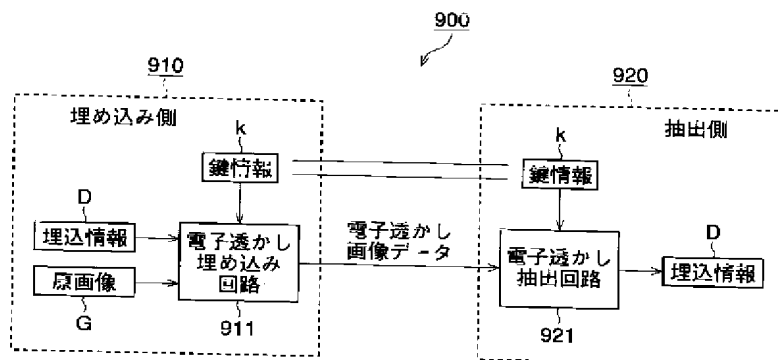 900
910
埋め込み側
k
鍵情報
D
埋込情報
原画像
G
電子透かし
埋め込み
回路
911
電子透かし
画像データ
920
抽出側
k
鍵情報
電子透かし
抽出回路
921
D
埋込情報